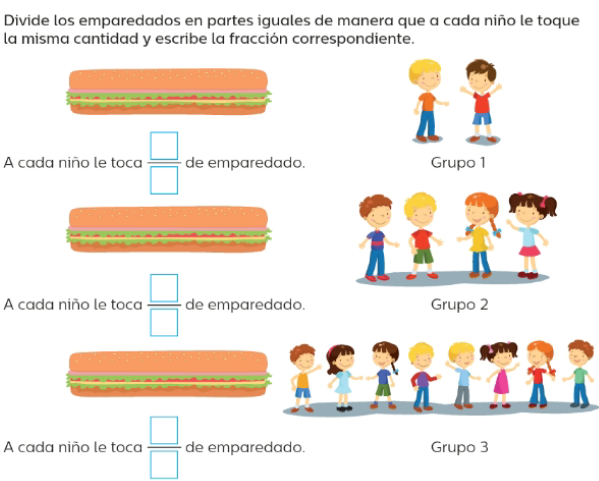 Divide los emparedados en partes iguales de manera que a cada niño le toque
la misma cantidad y escribe la fracción correspondiente.
A cada niño le toca de emparedado.
Grupo 1
A cada niño le toca de emparedado.
Grupo 2
A cada niño le toca de emparedado.
Grupo 3